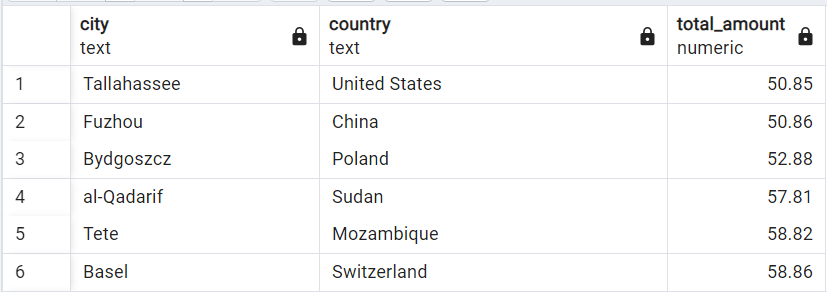 city country total_amount
text text numeric
1 Tallahassee United States 50.85
2 Fuzhou China 50.86
3 Bydgoszcz Poland 52.88
4 al-Qadarif Sudan 57.81
5 Tete Mozambique 58.82
6 Basel Switzerland 58.86